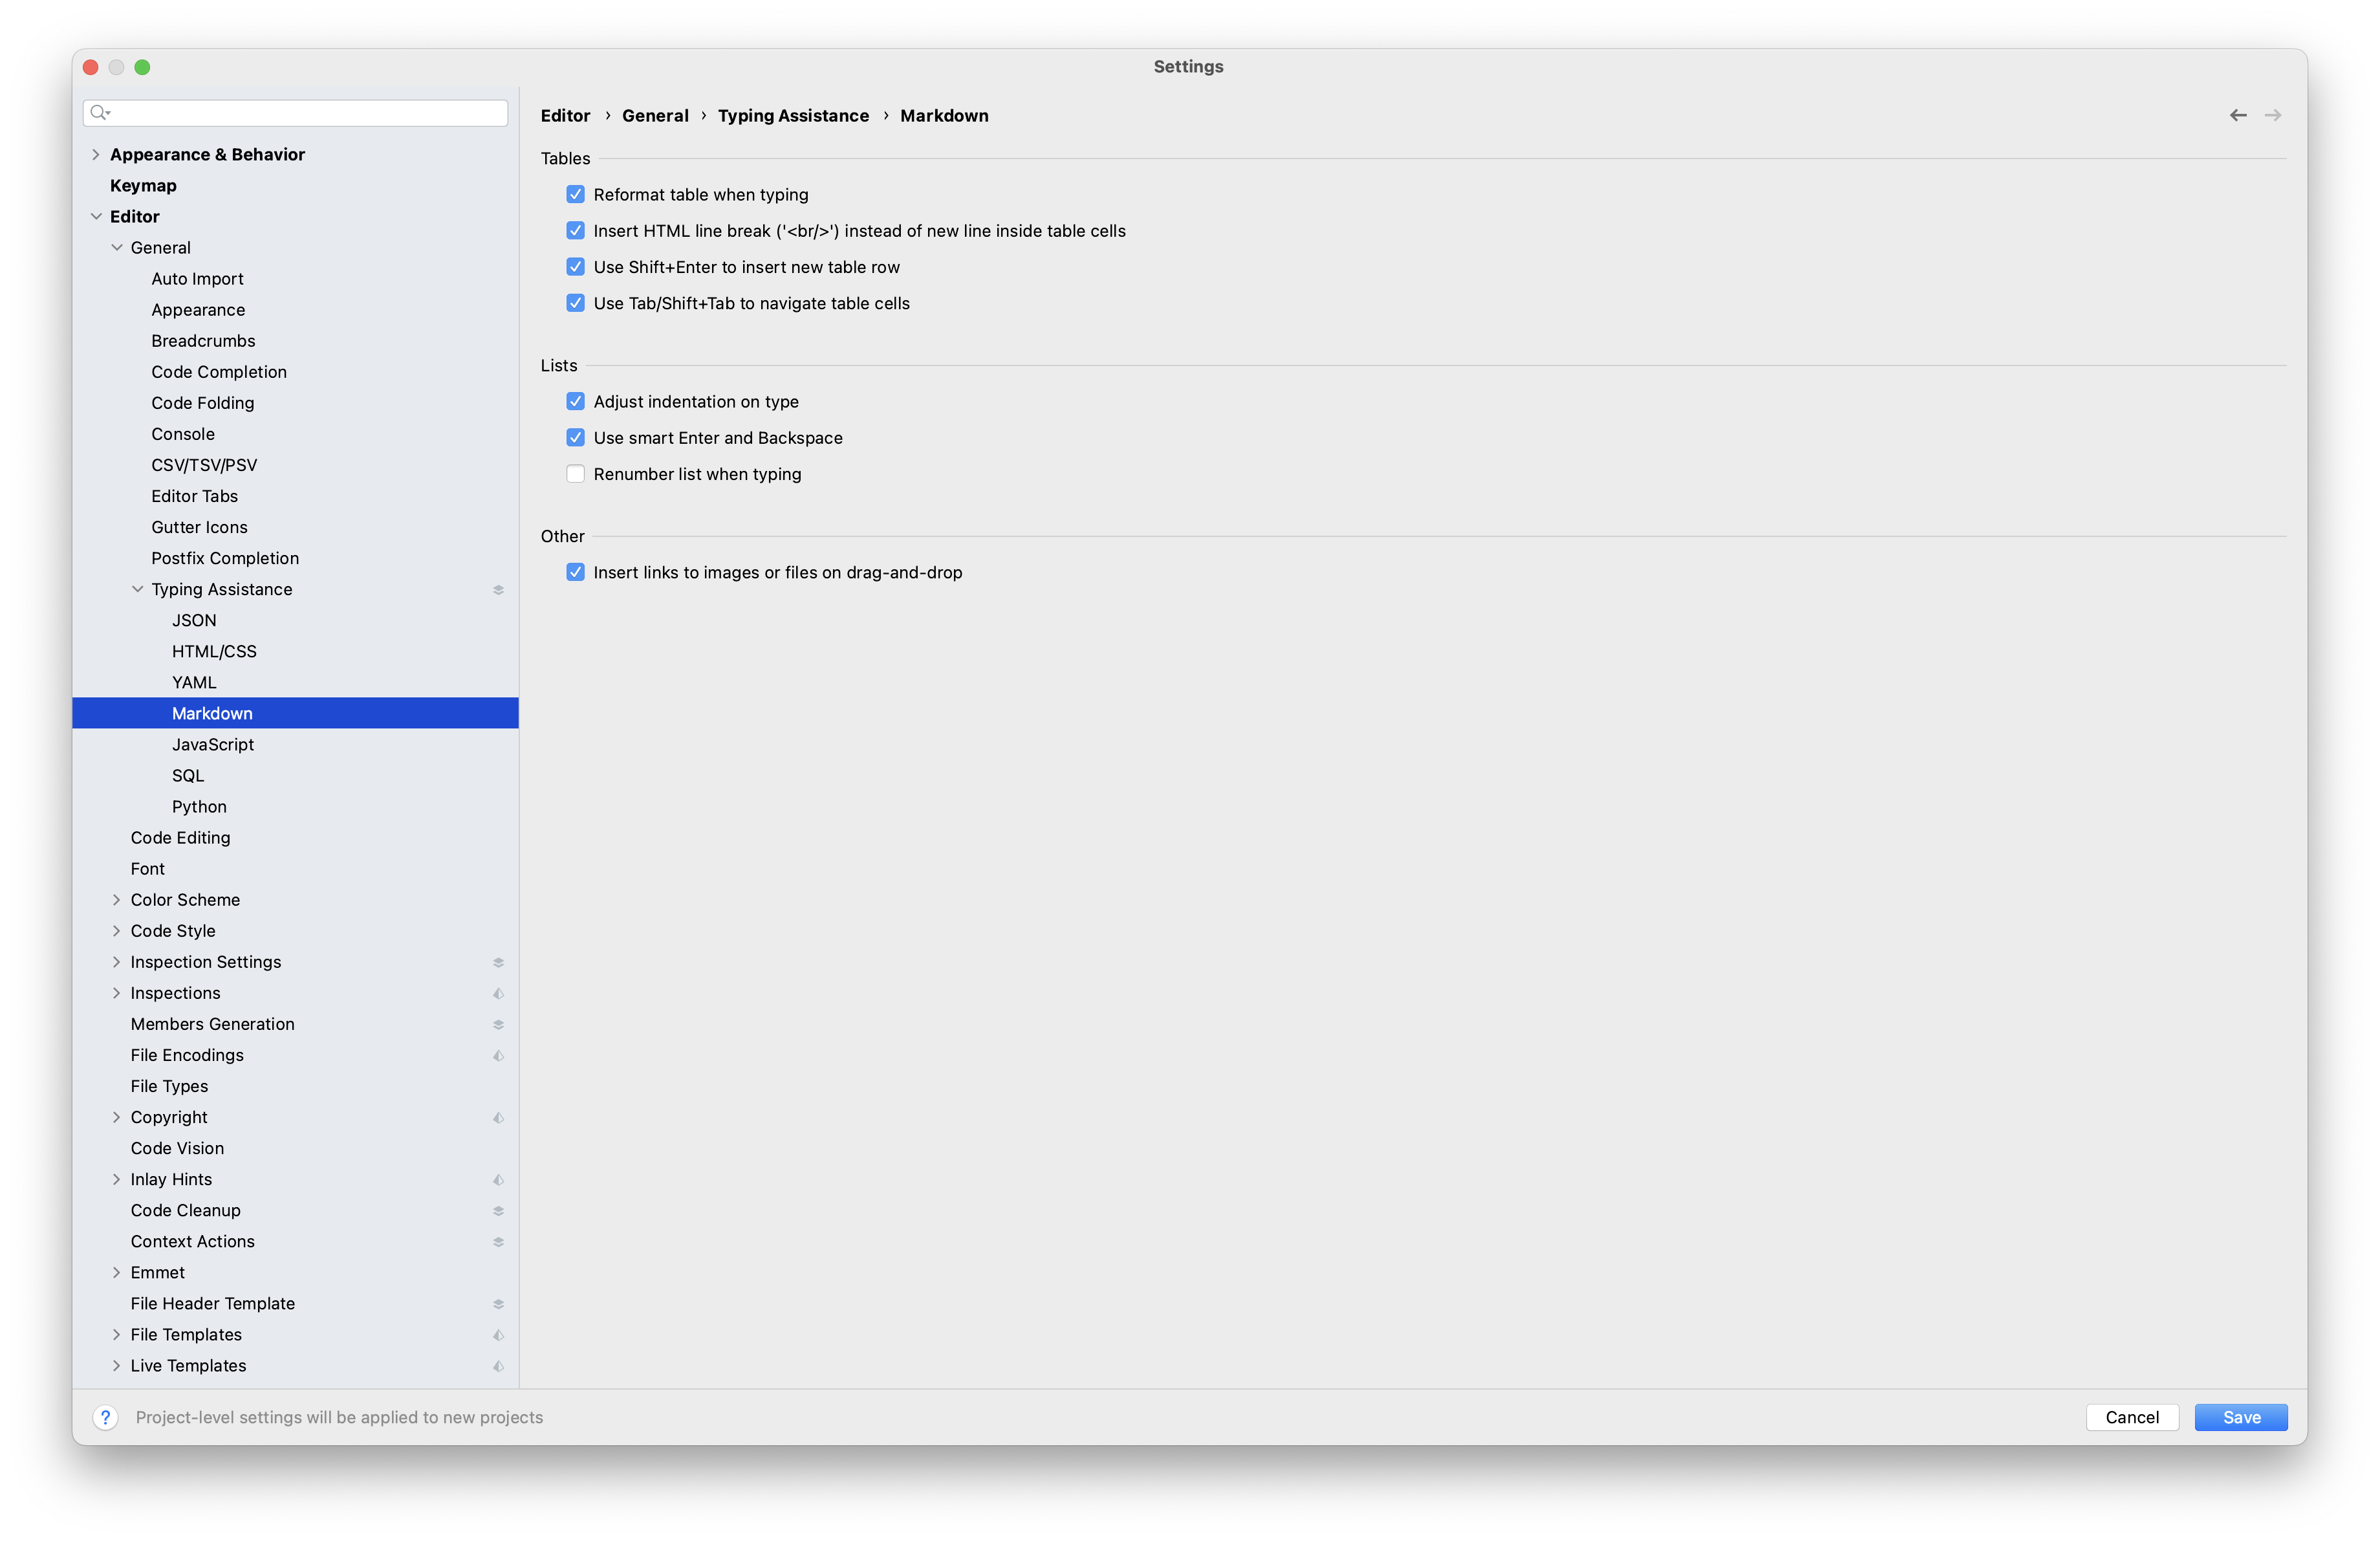 Settings
Appearance & Behavior
Keymap
Editor
General
Auto Import
Appearance
Breadcrumbs
Code Completion
Code Folding
Console
CSV/TSV/PSV
Editor Tabs
Gutter Icons
Postfix Completion
Typing Assistance
JSON
HTML/CSS
YAML
Markdown
JavaScript
SQL
Python
Code Editing
Font
Color Scheme
Code Style
Inspection Settings
Inspections
Members Generation
File Encodings
File Types
Copyright
Code Vision
Inlay Hints
Code Cleanup
Context Actions
Emmet
File Header Template
File Templates
Live Templates
Editor › General › Typing Assistance › Markdown
Tables
Reformat table when typing
Insert HTML line break ('<br/>') instead of new line inside table cells
Use Shift+Enter to insert new table row
Use Tab/Shift+Tab to navigate table cells
Lists
Adjust indentation on type
Use smart Enter and Backspace
Renumber list when typing
Other
Insert links to images or files on drag-and-drop
? Project-level settings will be applied to new projects
Cancel
Save